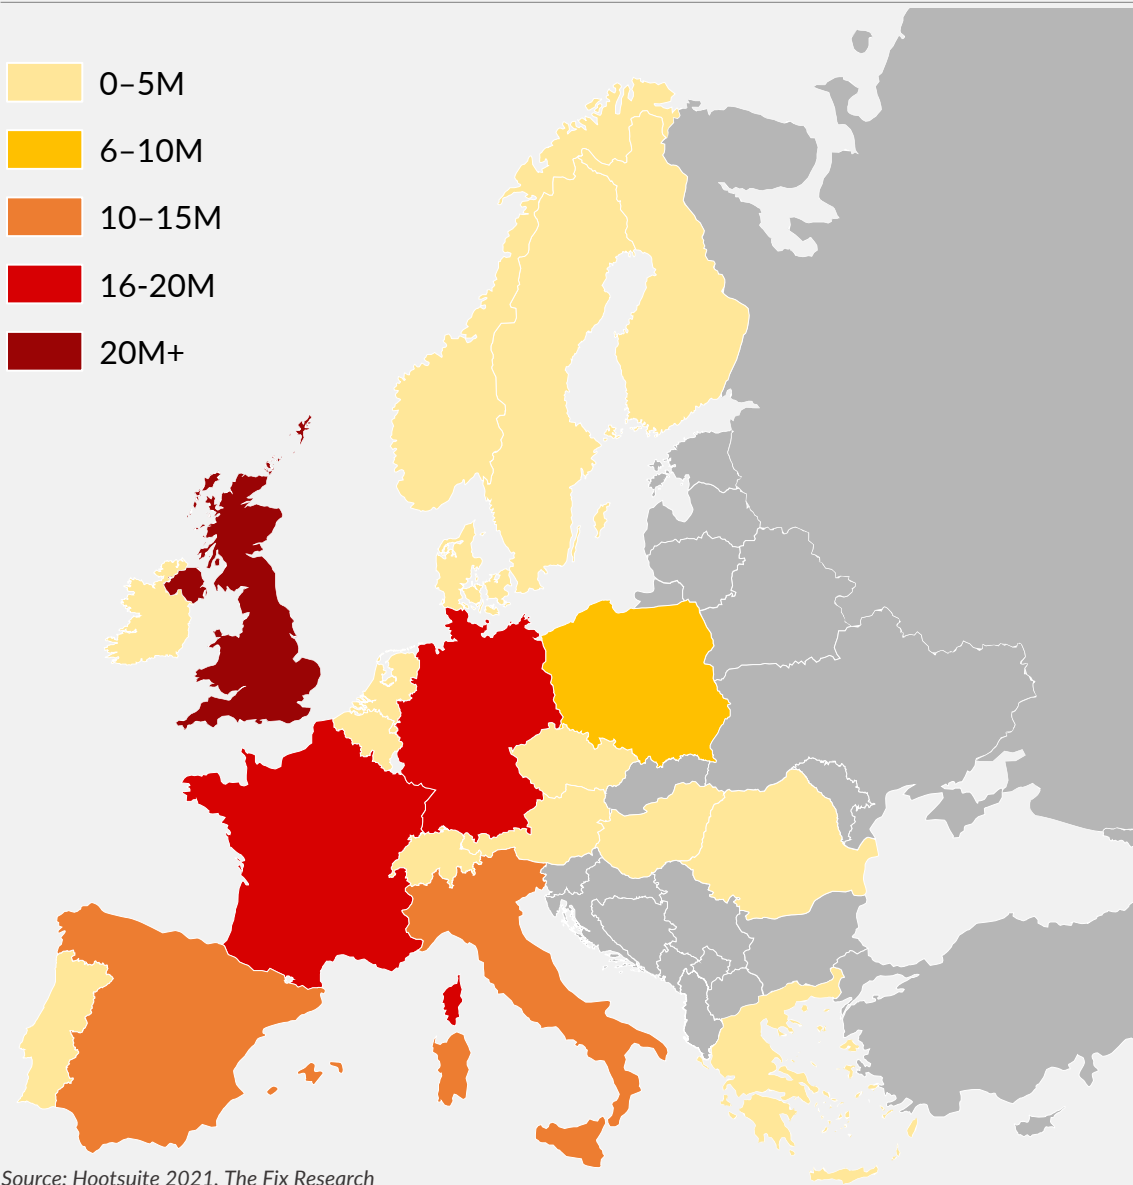 0–5M
6–10M
10–15M
16-20M
20M+
Source: Hootsuite 2021, The Fix Research